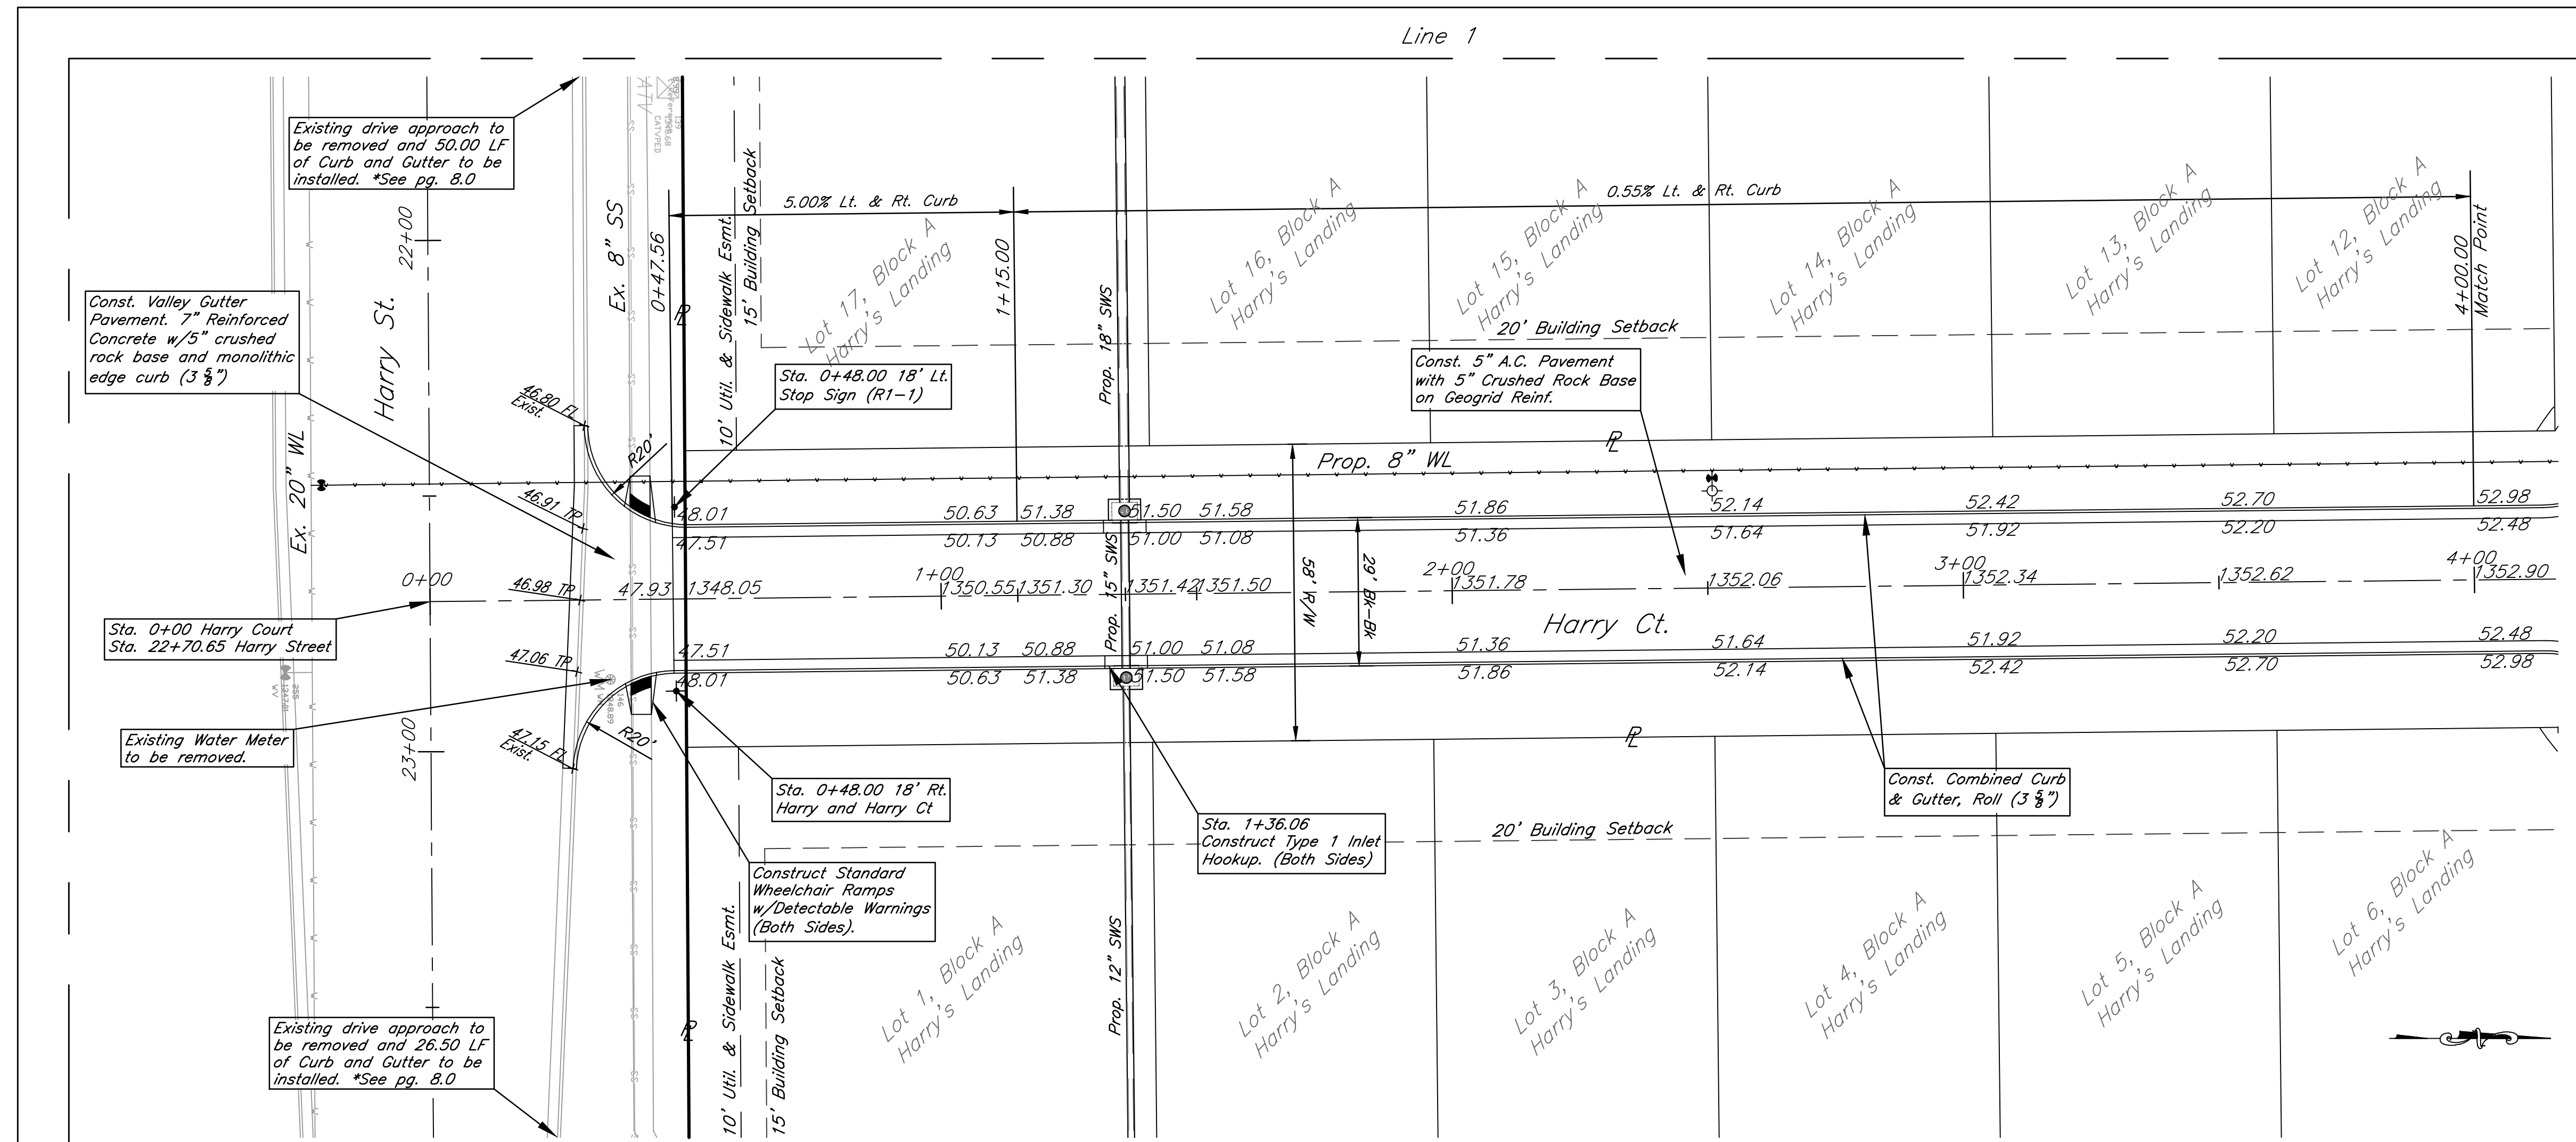 Line 1
Existing drive approach to
be removed and 50.00 LF
of Curb and Gutter to be
installed. *See pg. 8.0
22+00
Harry St.
Ex. 8" SS
0+47.56
CATVPED
10' Util. & Sidewalk Esmt.
15' Building Setback
5.00% Lt. & Rt. Curb
1+15.00
0.55% Lt. & Rt. Curb
4+00.00
Match Point
Lot 17, Block A
Harry's Landing
Lot 16, Block A
Harry's Landing
Lot 15, Block A
Harry's Landing
Lot 14, Block A
Harry's Landing
Lot 13, Block A
Harry's Landing
Lot 12, Block A
Harry's Landing
Prop. 18" SWS
20' Building Setback
Const. Valley Gutter
Pavement. 7" Reinforced
Concrete w/5" crushed
rock base and monolithic
edge curb (3 5/8")
Sta. 0+48.00 18' Lt.
Stop Sign (R1-1)
Const. 5" A.C. Pavement
with 5" Crushed Rock Base
on Geogrid Reinf.
46.80 FL
Exist.
R20'
Ex. 20" WL
Prop. 8" WL
46.91 TP
48.01 50.63 51.38 51.50 51.58 51.86 52.14 52.42 52.70 52.98
47.51 50.13 50.88 51.00 51.08 51.36 51.64 51.92 52.20 52.48
0+00 1+00 2+00 3+00 4+00
46.98 TP
47.93 1348.05 1350.55 1351.30 1351.42 1351.50 1351.78 1352.06 1352.34 1352.62 1352.90
Prop. 15" SWS
58' R/W
29' Bk-Bk
Harry Ct.
Sta. 0+00 Harry Court
Sta. 22+70.65 Harry Street
47.06 TP
47.51 50.13 50.88 51.00 51.08 51.36 51.64 51.92 52.20 52.48
48.01 50.63 51.38 51.50 51.58 51.86 52.14 52.42 52.70 52.98
WV
Existing Water Meter
to be removed.
23+00
47.15 FL
Exist.
R20'
Sta. 0+48.00 18' Rt.
Harry and Harry Ct
Const. Combined Curb
& Gutter, Roll (3 5/8")
Sta. 1+36.06
Construct Type 1 Inlet
Hookup. (Both Sides)
20' Building Setback
Construct Standard
Wheelchair Ramps
w/Detectable Warnings
(Both Sides).
10' Util. & Sidewalk Esmt.
15' Building Setback
Prop. 12" SWS
Lot 1, Block A
Harry's Landing
Lot 2, Block A
Harry's Landing
Lot 3, Block A
Harry's Landing
Lot 4, Block A
Harry's Landing
Lot 5, Block A
Harry's Landing
Lot 6, Block A
Harry's Landing
Existing drive approach to
be removed and 26.50 LF
of Curb and Gutter to be
installed. *See pg. 8.0